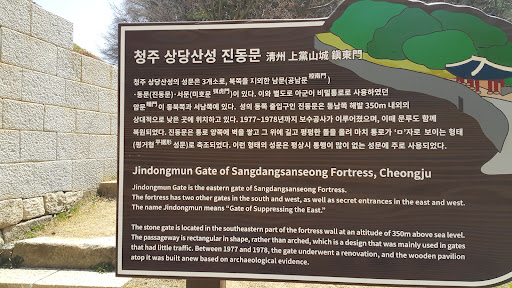 청주 상당산성 진동문 淸州 上黨山城 鎭東門
청주 상당산성의 성문은 3개소로, 북쪽을 제외한 남문(공남문 控南門)
·동문(진동문)·서문(미호문 弭虎門)이 있다. 이와 별도로 아군이 비밀통로로 사용하였던
암문 暗門이 동북쪽과 서남쪽에 있다. 성의 동쪽 출입구인 진동문은 동남쪽 해발 350m 내외의
상대적으로 낮은 곳에 위치하고 있다. 1977~1978년까지 보수공사가 이루어졌으며, 이때 문루도 함께
복원되었다. 진동문은 통로 양쪽에 벽을 쌓고 그 위에 길고 평평한 돌을 올려 마치 통로가 'ㅁ'자로 보이는 형태
(평거형 平据形) 성문으로 축조되었다. 이런 형태의 성문은 평상시 통행이 많이 없는 성문에 주로 사용되었다.
Jindongmun Gate of Sangdangsanseong Fortress, Cheongju
Jindongmun Gate is the eastern gate of Sangdangsanseong Fortress.
The fortress has two other gates in the south and west, as well as secret entrances in the east and west.
The name Jindongmun means "Gate of Suppressing the East."
The stone gate is located in the southeastern part of the fortress wall at an altitude of 350m above sea level.
The passageway is rectangular in shape, rather than arched, which is a design that was mainly used in gates
that had little traffic. Between 1977 and 1978, the gate underwent a renovation, and the wooden pavilion
atop it was built anew based on archaeological evidence.